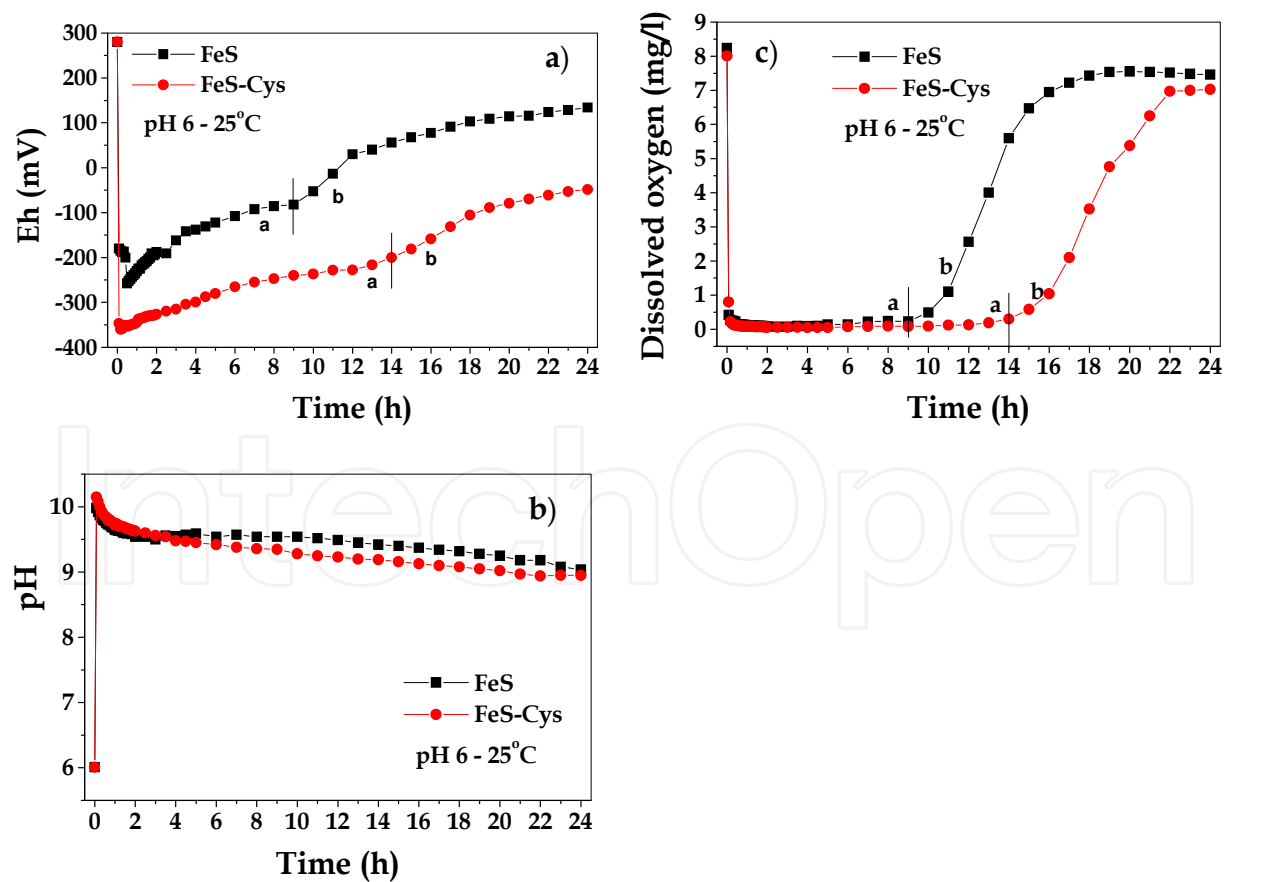 300
200
100
0
-100
-200
-300
-400
Eh (mV)
FeS
FeS-Cys
pH 6 - 25°C
a)
a
b
a
b
0 2 4 6 8 10 12 14 16 18 20 22 24
Time (h)
9
8
7
6
5
4
3
2
1
0
Dissolved oxygen (mg/l)
c)
FeS
FeS-Cys
pH 6 - 25°C
a
b
a
b
0 2 4 6 8 10 12 14 16 18 20 22 24
Time (h)
IntechOpen
10
9
8
7
6
pH
b)
FeS
FeS-Cys
pH 6 - 25°C
0 2 4 6 8 10 12 14 16 18 20 22 24
Time (h)